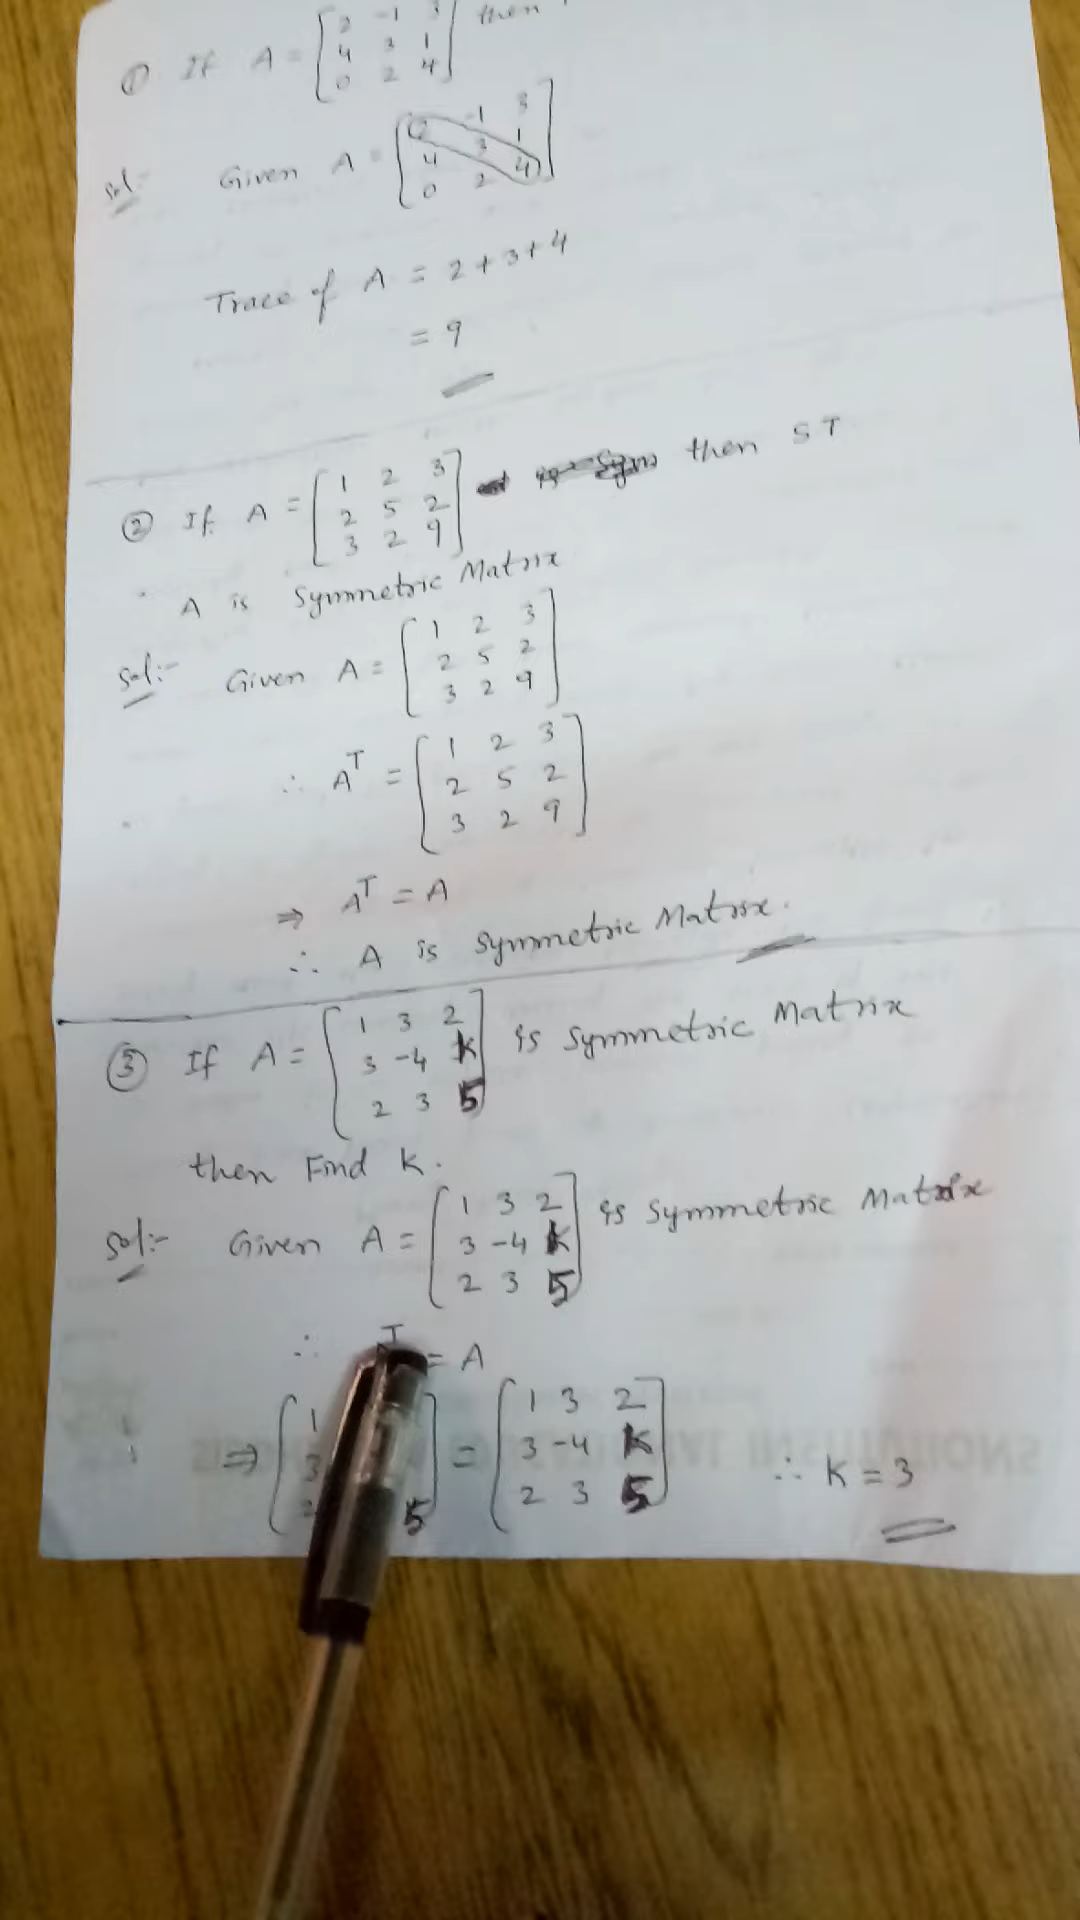 ① If A = [2 -1 3
4 3 1
0 2 4] then
Sol:- Given A = [2 -1 3
4 3 1
0 2 4]
Trace of A = 2+3+4
= 9
② If A = [1 2 3
2 5 2
3 2 9] then ST
A is Symmetric Matrix
Sol:- Given A = [1 2 3
2 5 2
3 2 9]
∴ A^T = [1 2 3
2 5 2
3 2 9]
⇒ A^T = A
∴ A is Symmetric Matrix.
③ If A = [1 3 2
3 -4 K
2 3 5] is Symmetric Matrix
then Find K.
Sol:- Given A = [1 3 2
3 -4 K
2 3 5] is Symmetric Matrix
∴ T = A
⇒ [1
3
2 5] = [1 3 2
3 -4 K
2 3 5] ∴ K = 3